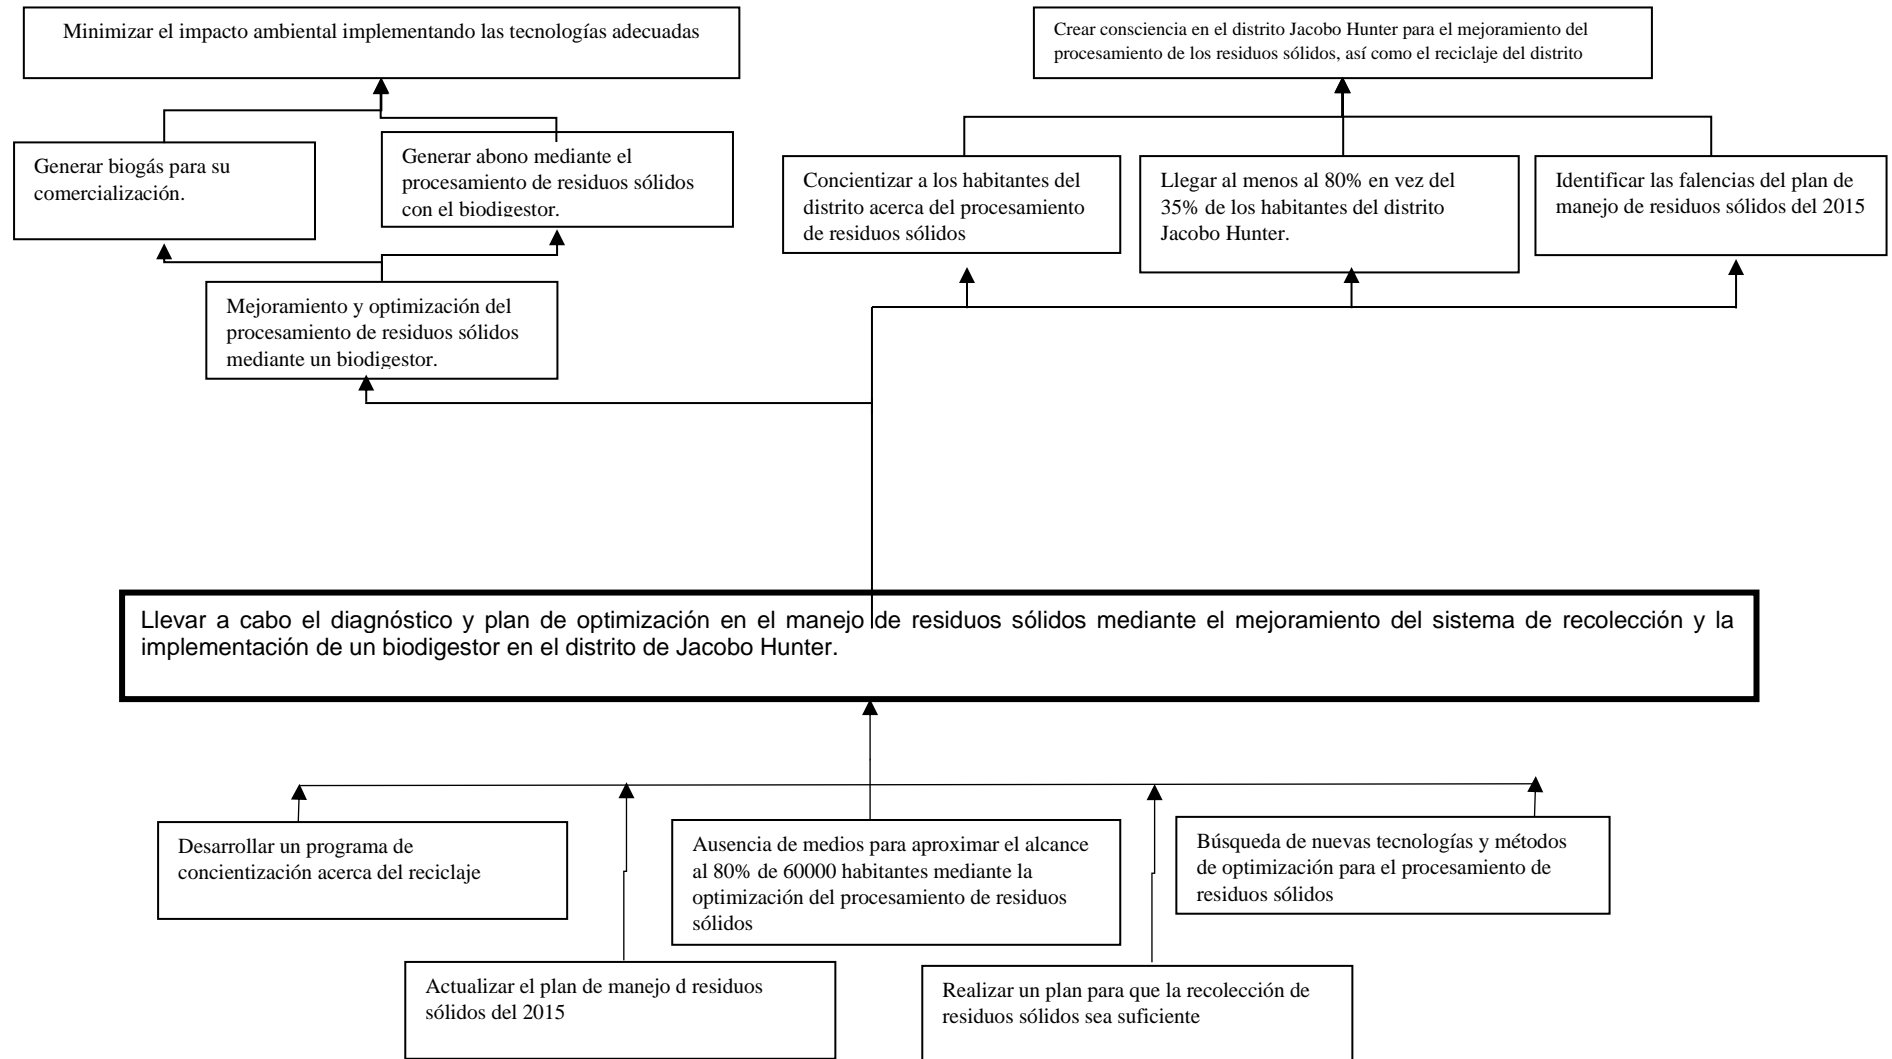 Minimizar el impacto ambiental implementando las tecnologías adecuadas
Crear consciencia en el distrito Jacobo Hunter para el mejoramiento del
procesamiento de los residuos sólidos, así como el reciclaje del distrito
Generar biogás para su
comercialización.
Generar abono mediante el
procesamiento de residuos sólidos
con el biodigestor.
Concientizar a los habitantes del
distrito acerca del procesamiento
de residuos sólidos
Llegar al menos al 80% en vez del
35% de los habitantes del distrito
Jacobo Hunter.
Identificar las falencias del plan de
manejo de residuos sólidos del 2015
Mejoramiento y optimización del
procesamiento de residuos sólidos
mediante un biodigestor.
Llevar a cabo el diagnóstico y plan de optimización en el manejo de residuos sólidos mediante el mejoramiento del sistema de recolección y la
implementación de un biodigestor en el distrito de Jacobo Hunter.
Desarrollar un programa de
concientización acerca del reciclaje
Ausencia de medios para aproximar el alcance
al 80% de 60000 habitantes mediante la
optimización del procesamiento de residuos
sólidos
Búsqueda de nuevas tecnologías y métodos
de optimización para el procesamiento de
residuos sólidos
Actualizar el plan de manejo d residuos
sólidos del 2015
Realizar un plan para que la recolección de
residuos sólidos sea suficiente